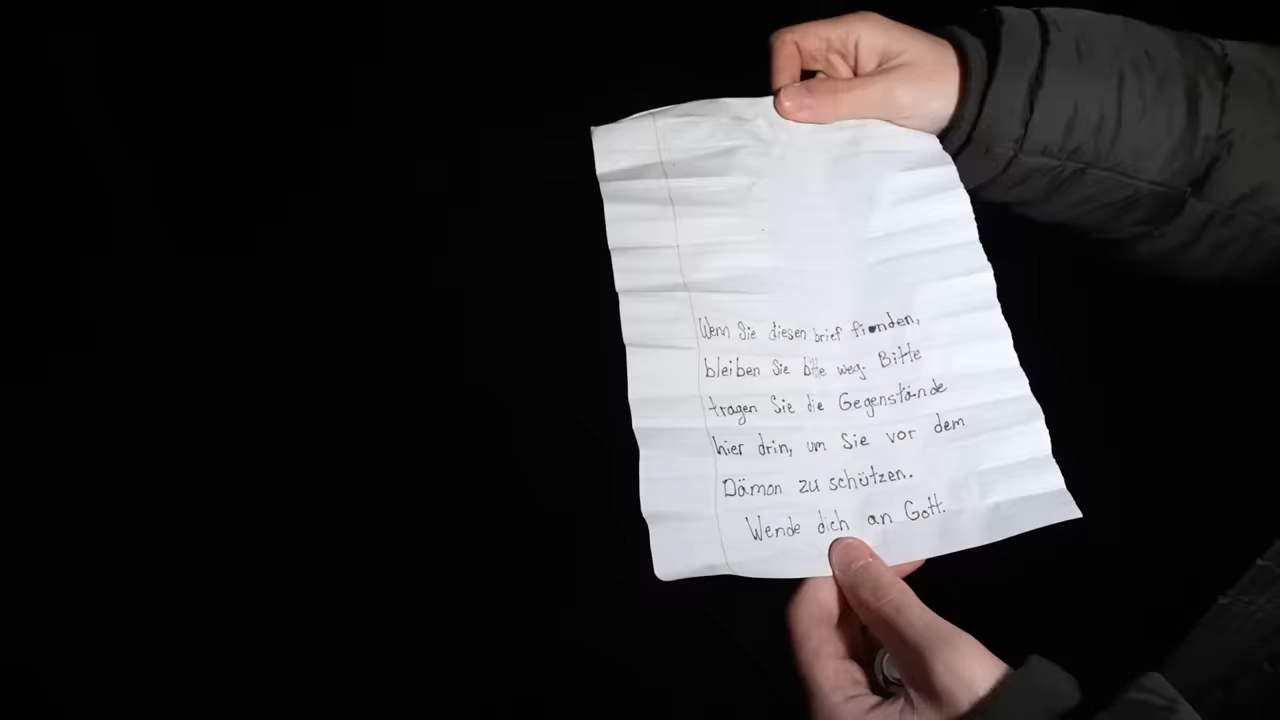 Wenn Sie diesen brief fienden,
bleiben Sie bitte weg. Bitte
tragen Sie die Gegenstände
hier drin, um Sie vor dem
Dämon zu schützen.
Wende dich an Gott.